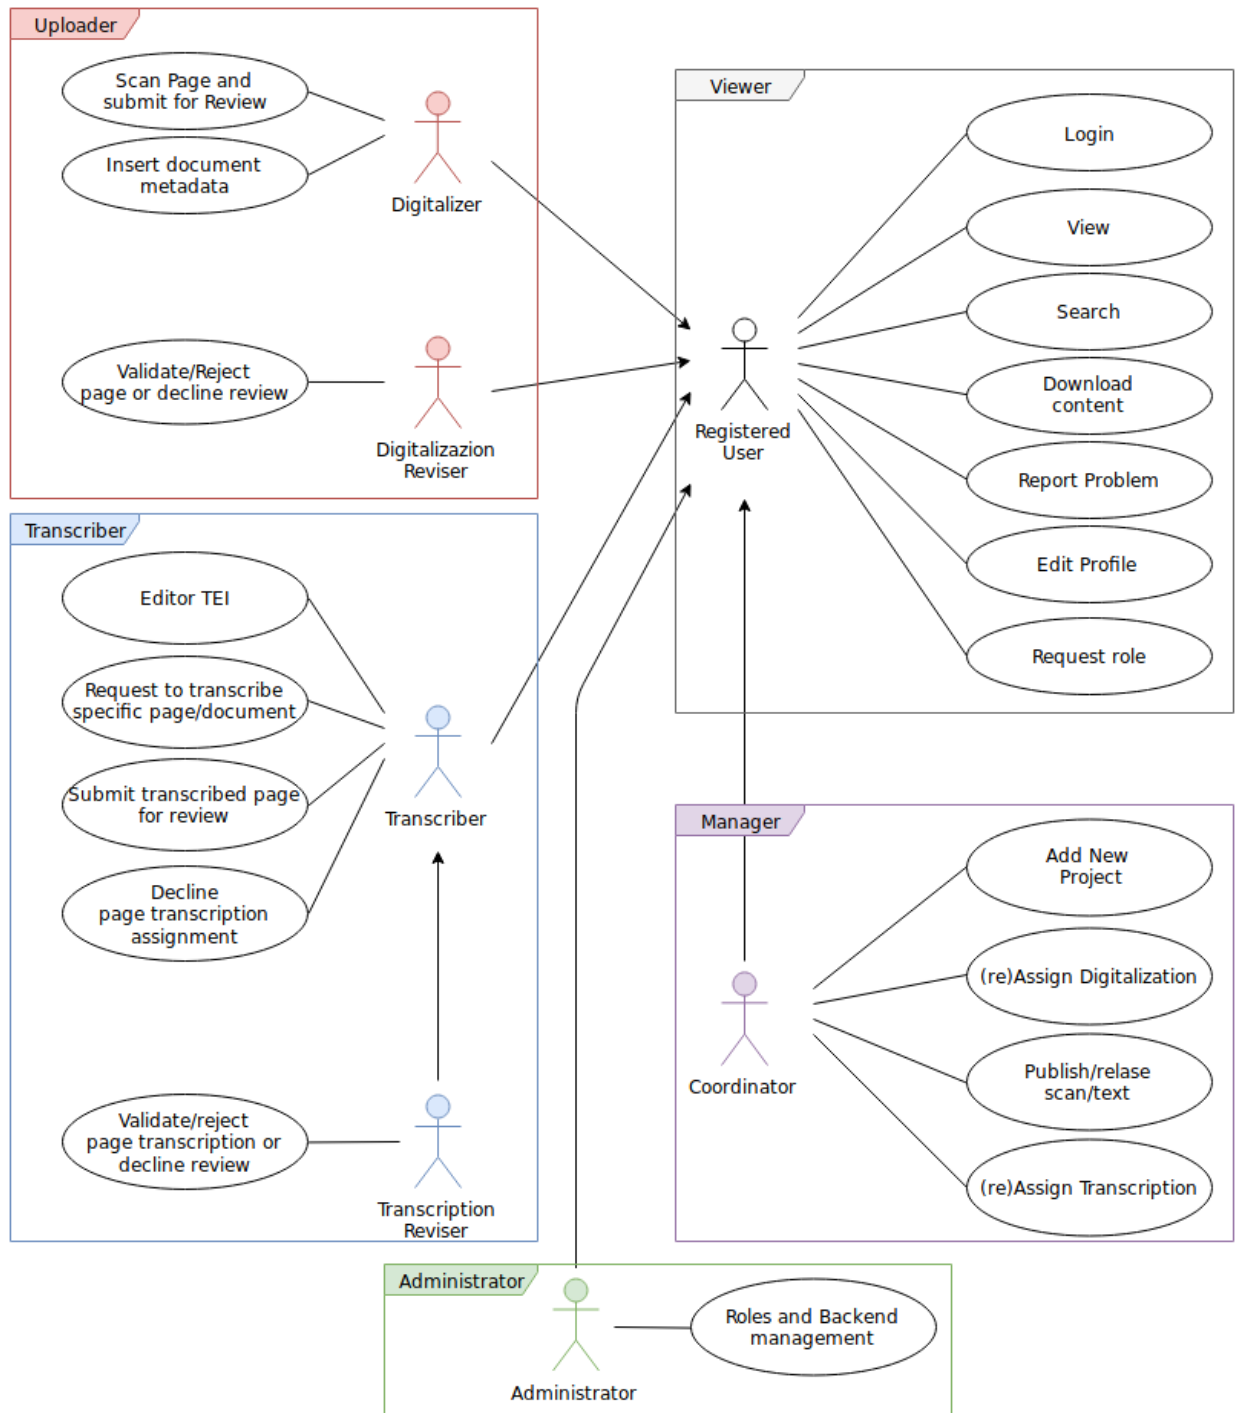 Uploader
Scan Page and
submit for Review
Insert document
metadata
Digitalizer
Validate/Reject
page or decline review
Digitalizazion
Reviser
Viewer
Login
View
Search
Download
content
Report Problem
Edit Profile
Request role
Registered
User
Transcriber
Editor TEI
Request to transcribe
specific page/document
Submit transcribed page
for review
Decline
page transcription
assignment
Transcriber
Validate/reject
page transcription or
decline review
Transcription
Reviser
Manager
Add New
Project
(re)Assign Digitalization
Publish/relase
scan/text
(re)Assign Transcription
Coordinator
Administrator
Roles and Backend
management
Administrator